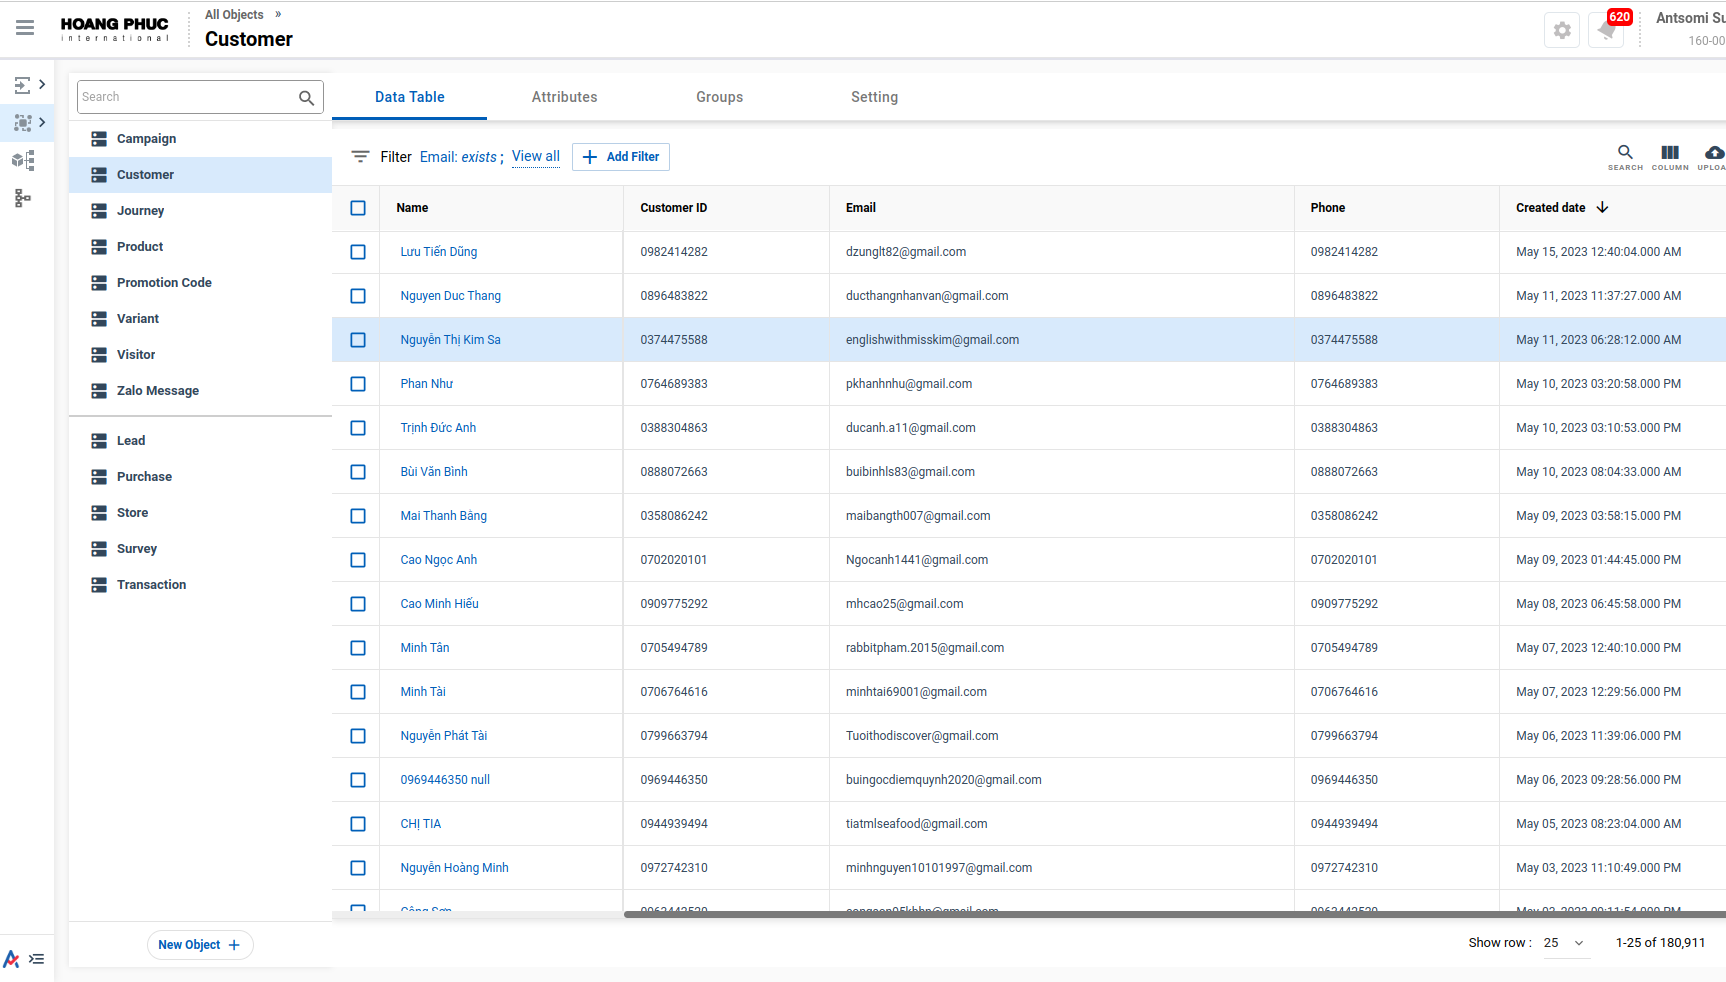 HOANG PHUC
international
All Objects »
Customer
620
Antsomi Su
160-00
Search
Data Table
Attributes
Groups
Setting
Campaign
Customer
Journey
Product
Promotion Code
Variant
Visitor
Zalo Message
Lead
Purchase
Store
Survey
Transaction
New Object +
Filter Email: exists ; View all + Add Filter
SEARCH COLUMN UPLOA
Name Customer ID Email Phone Created date
Lưu Tiến Dũng 0982414282 dzunglt82@gmail.com 0982414282 May 15, 2023 12:40:04.000 AM
Nguyen Duc Thang 0896483822 ducthangnhanvan@gmail.com 0896483822 May 11, 2023 11:37:27.000 AM
Nguyễn Thị Kim Sa 0374475588 englishwithmisskim@gmail.com 0374475588 May 11, 2023 06:28:12.000 AM
Phan Như 0764689383 pkhanhnhu@gmail.com 0764689383 May 10, 2023 03:20:58.000 PM
Trịnh Đức Anh 0388304863 ducanh.a11@gmail.com 0388304863 May 10, 2023 03:10:53.000 PM
Bùi Văn Bình 0888072663 buibinhls83@gmail.com 0888072663 May 10, 2023 08:04:33.000 AM
Mai Thanh Bằng 0358086242 maibangth007@gmail.com 0358086242 May 09, 2023 03:58:15.000 PM
Cao Ngọc Anh 0702020101 Ngocanh1441@gmail.com 0702020101 May 09, 2023 01:44:45.000 PM
Cao Minh Hiếu 0909775292 mhcao25@gmail.com 0909775292 May 08, 2023 06:45:58.000 PM
Minh Tân 0705494789 rabbitpham.2015@gmail.com 0705494789 May 07, 2023 12:40:10.000 PM
Minh Tài 0706764616 minhtai69001@gmail.com 0706764616 May 07, 2023 12:29:56.000 PM
Nguyễn Phát Tài 0799663794 Tuoithodiscover@gmail.com 0799663794 May 06, 2023 11:39:06.000 PM
0969446350 null 0969446350 buingocdiemquynh2020@gmail.com 0969446350 May 06, 2023 09:28:56.000 PM
CHỊ TIA 0944939494 tiatmlseafood@gmail.com 0944939494 May 05, 2023 08:23:04.000 AM
Nguyễn Hoàng Minh 0972742310 minhnguyen10101997@gmail.com 0972742310 May 03, 2023 11:10:49.000 PM
Show row : 25 1-25 of 180,911